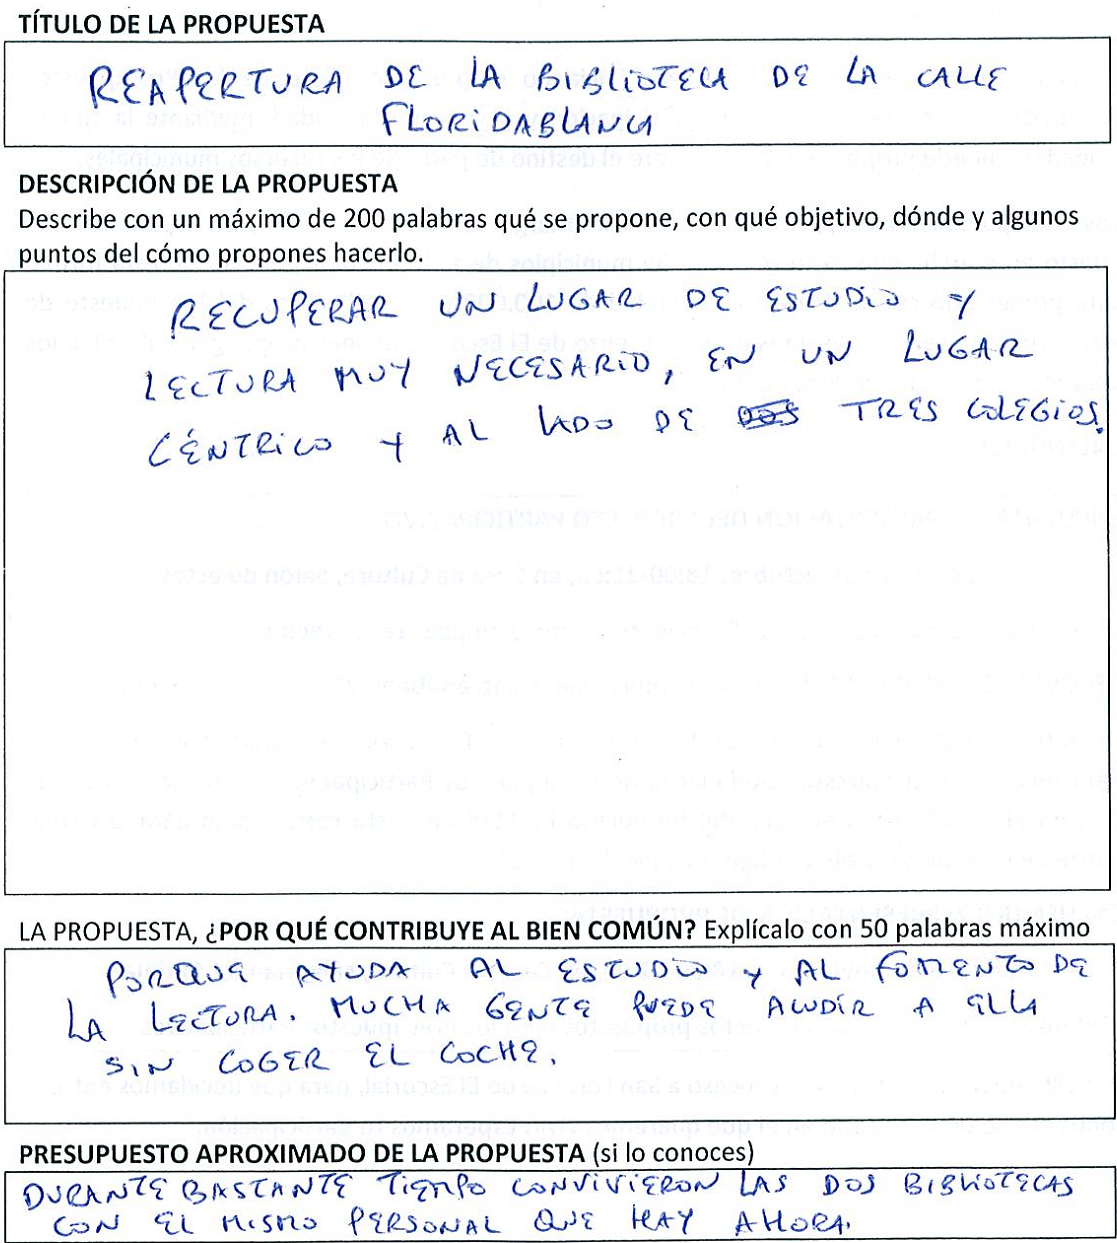 TÍTULO DE LA PROPUESTA
REAPERTURA DE LA BIBLIOTECA DE LA CALLE
FLORIDABLANCA
DESCRIPCIÓN DE LA PROPUESTA
Describe con un máximo de 200 palabras qué se propone, con qué objetivo, dónde y algunos
puntos del cómo propones hacerlo.
RECUPERAR UN LUGAR DE ESTUDIO Y
LECTURA MUY NECESARIO, EN UN LUGAR
CÉNTRICO Y AL LADO DE DOS TRES COLEGIOS.
LA PROPUESTA, ¿POR QUÉ CONTRIBUYE AL BIEN COMÚN? Explícalo con 50 palabras máximo
PORQUE AYUDA AL ESTUDIO Y AL FOMENTO DE
LA LECTURA. MUCHA GENTE PUEDE ACUDIR A ELLA
SIN COGER EL COCHE.
PRESUPUESTO APROXIMADO DE LA PROPUESTA (si lo conoces)
DURANTE BASTANTE TIEMPO CONVIVIERON LAS DOS BIBLIOTECAS
CON EL MISMO PERSONAL QUE HAY AHORA.